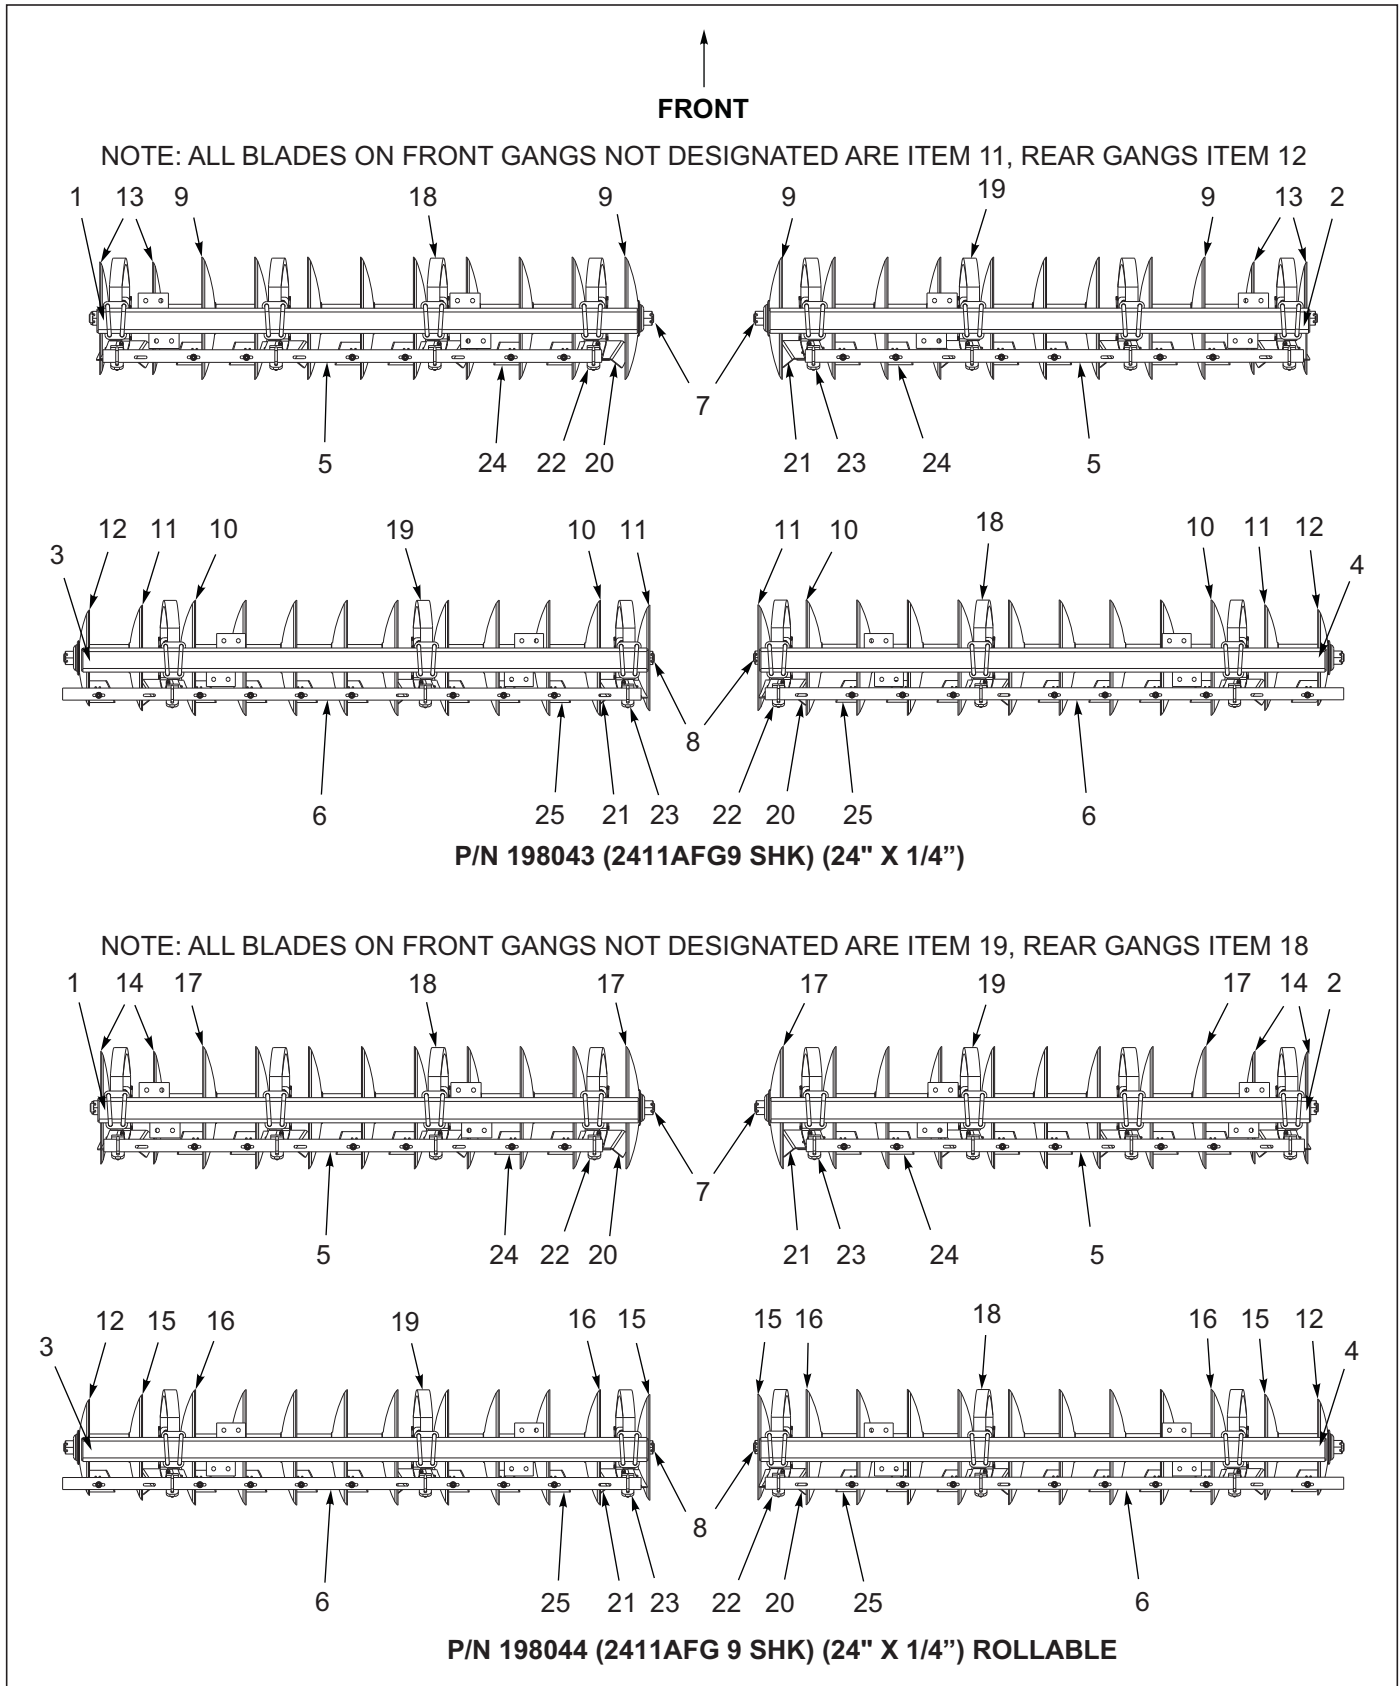 FRONT
NOTE: ALL BLADES ON FRONT GANGS NOT DESIGNATED ARE ITEM 11, REAR GANGS ITEM 12
1 13 9 18 9 9 19 9 13 2
7
5 24 22 20 21 23 24 5
3 12 11 10 19 10 11 11 10 18 10 11 12 4
8
6 25 21 23 22 20 25 6
P/N 198043 (2411AFG9 SHK) (24" X 1/4”)
NOTE: ALL BLADES ON FRONT GANGS NOT DESIGNATED ARE ITEM 19, REAR GANGS ITEM 18
1 14 17 18 17 17 19 17 14 2
7
5 24 22 20 21 23 24 5
3 12 15 16 19 16 15 15 16 18 16 15 12 4
8
6 25 21 23 22 20 25 6
P/N 198044 (2411AFG 9 SHK) (24" X 1/4”) ROLLABLE